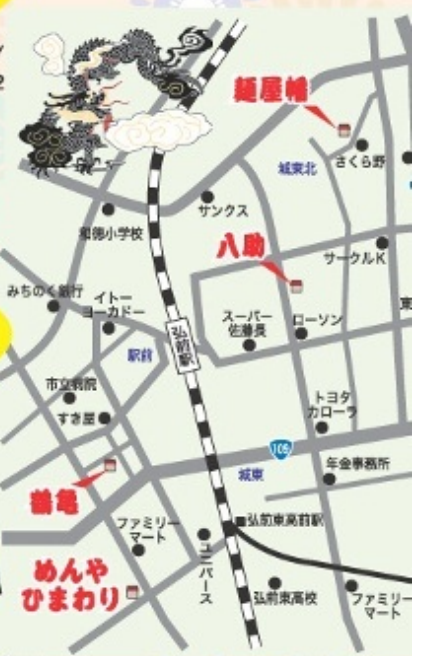 麺屋幡
さくら野
城東北
サンクス
和徳小学校
八助
サークルK
みちのく銀行
イトー
ヨーカドー
スーパー
佐藤長
ローソン
東
弘前駅
駅前
市立病院
すき屋
トヨタ
カローラ
109
城東
年金事務所
鶴亀
ファミリー
マート
弘前東高前駅
めんや
ひまわり
ユニバース
弘前東高校
ファミリー
マート